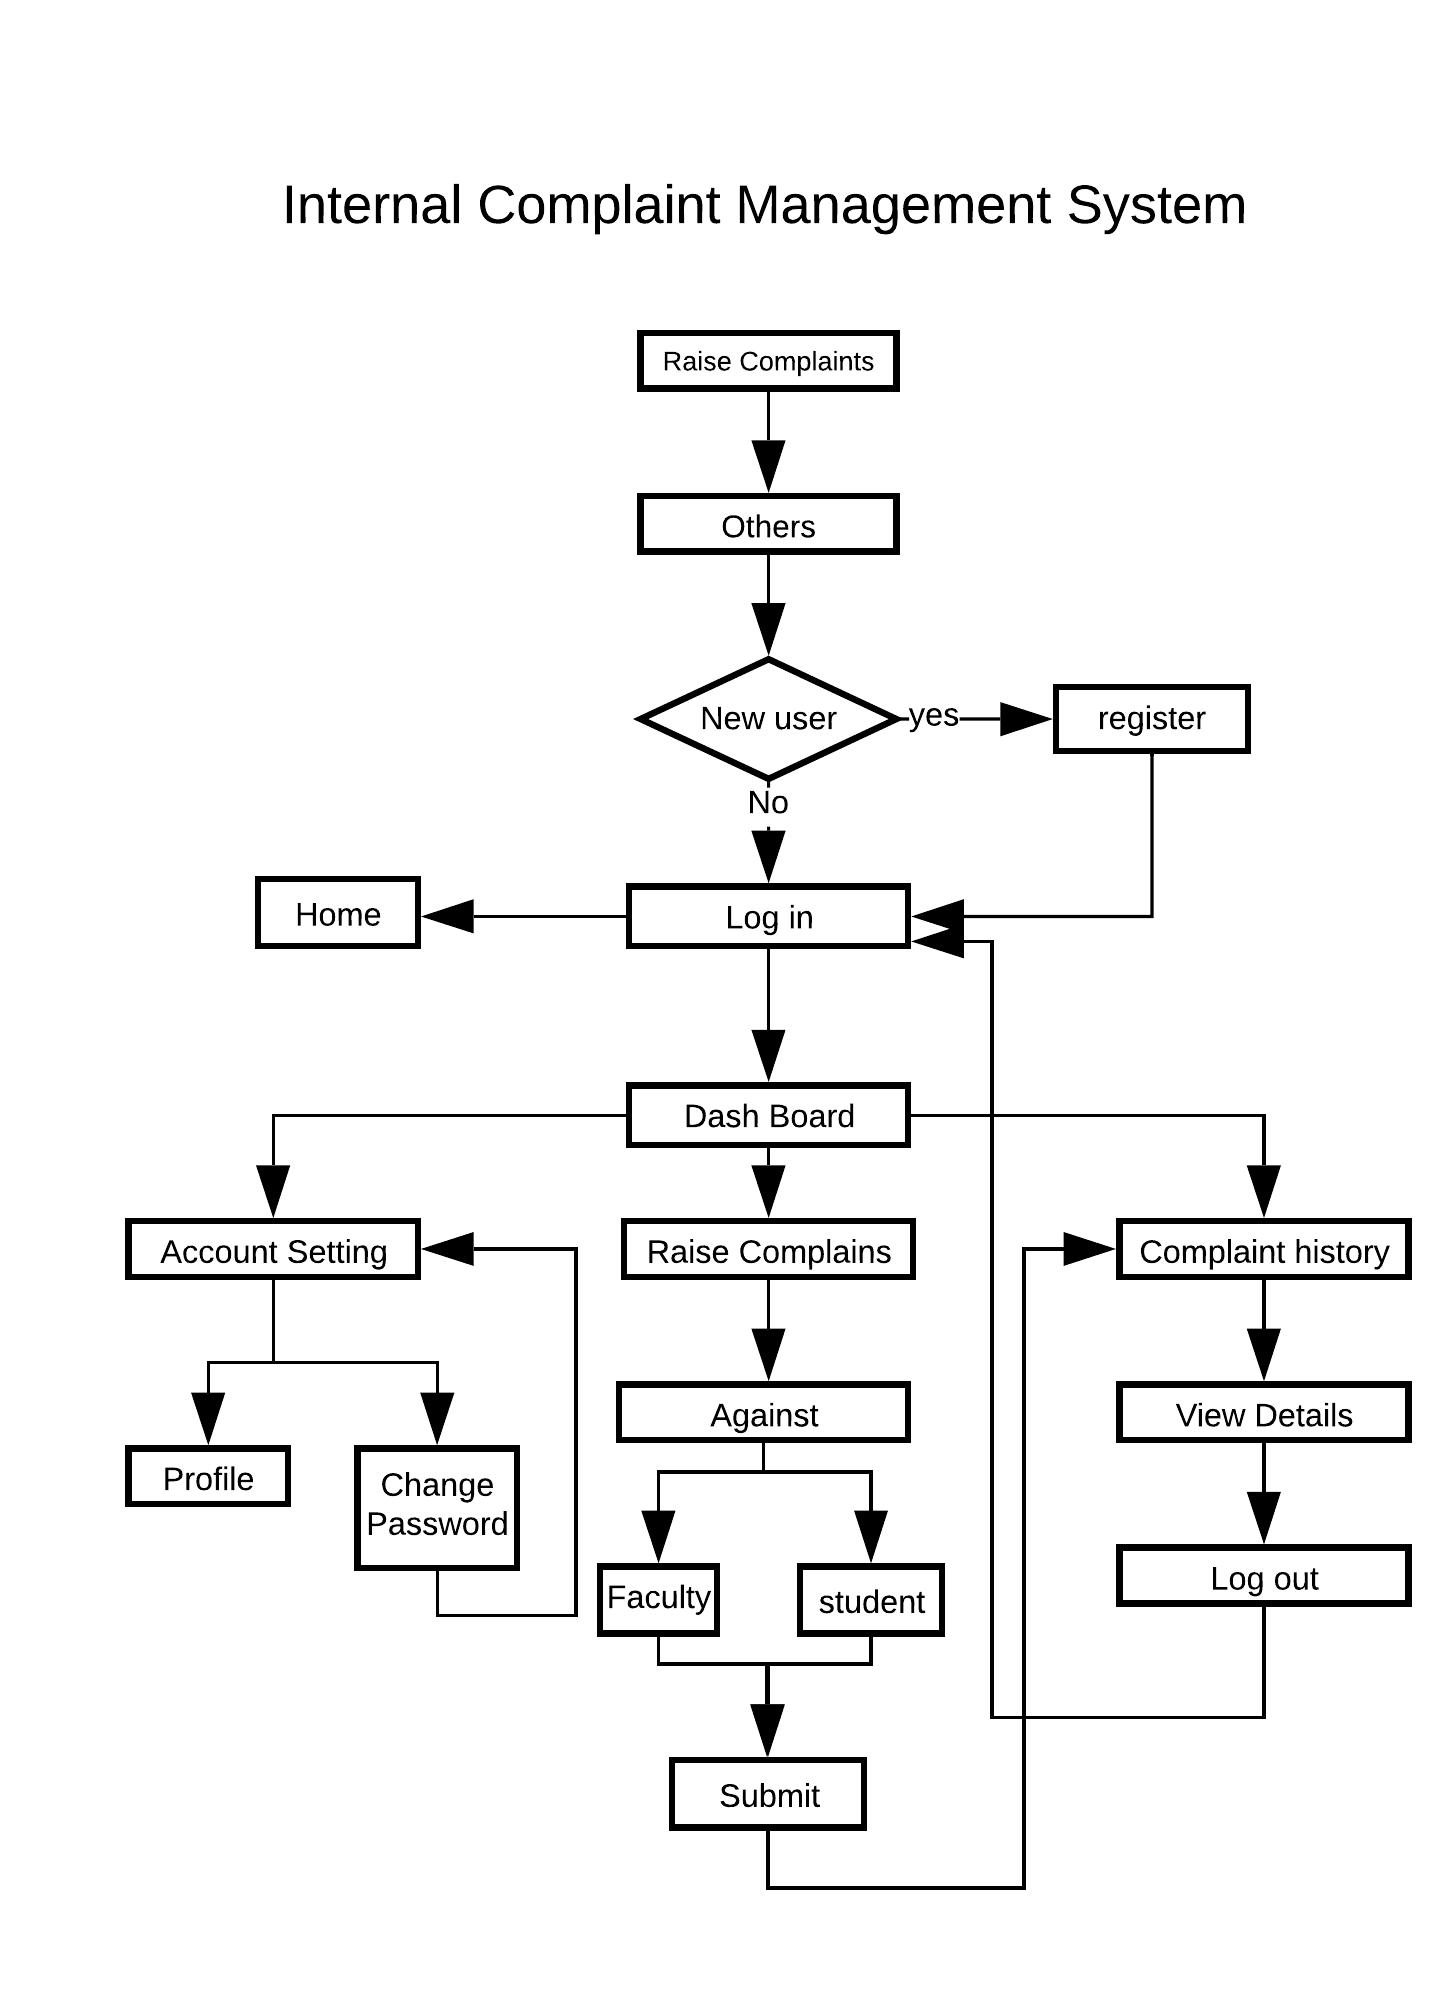 Internal Complaint Management System
Raise Complaints
Others
New user
yes
register
No
Home
Log in
Dash Board
Account Setting
Raise Complains
Complaint history
Against
View Details
Profile
Change
Password
Faculty
student
Log out
Submit